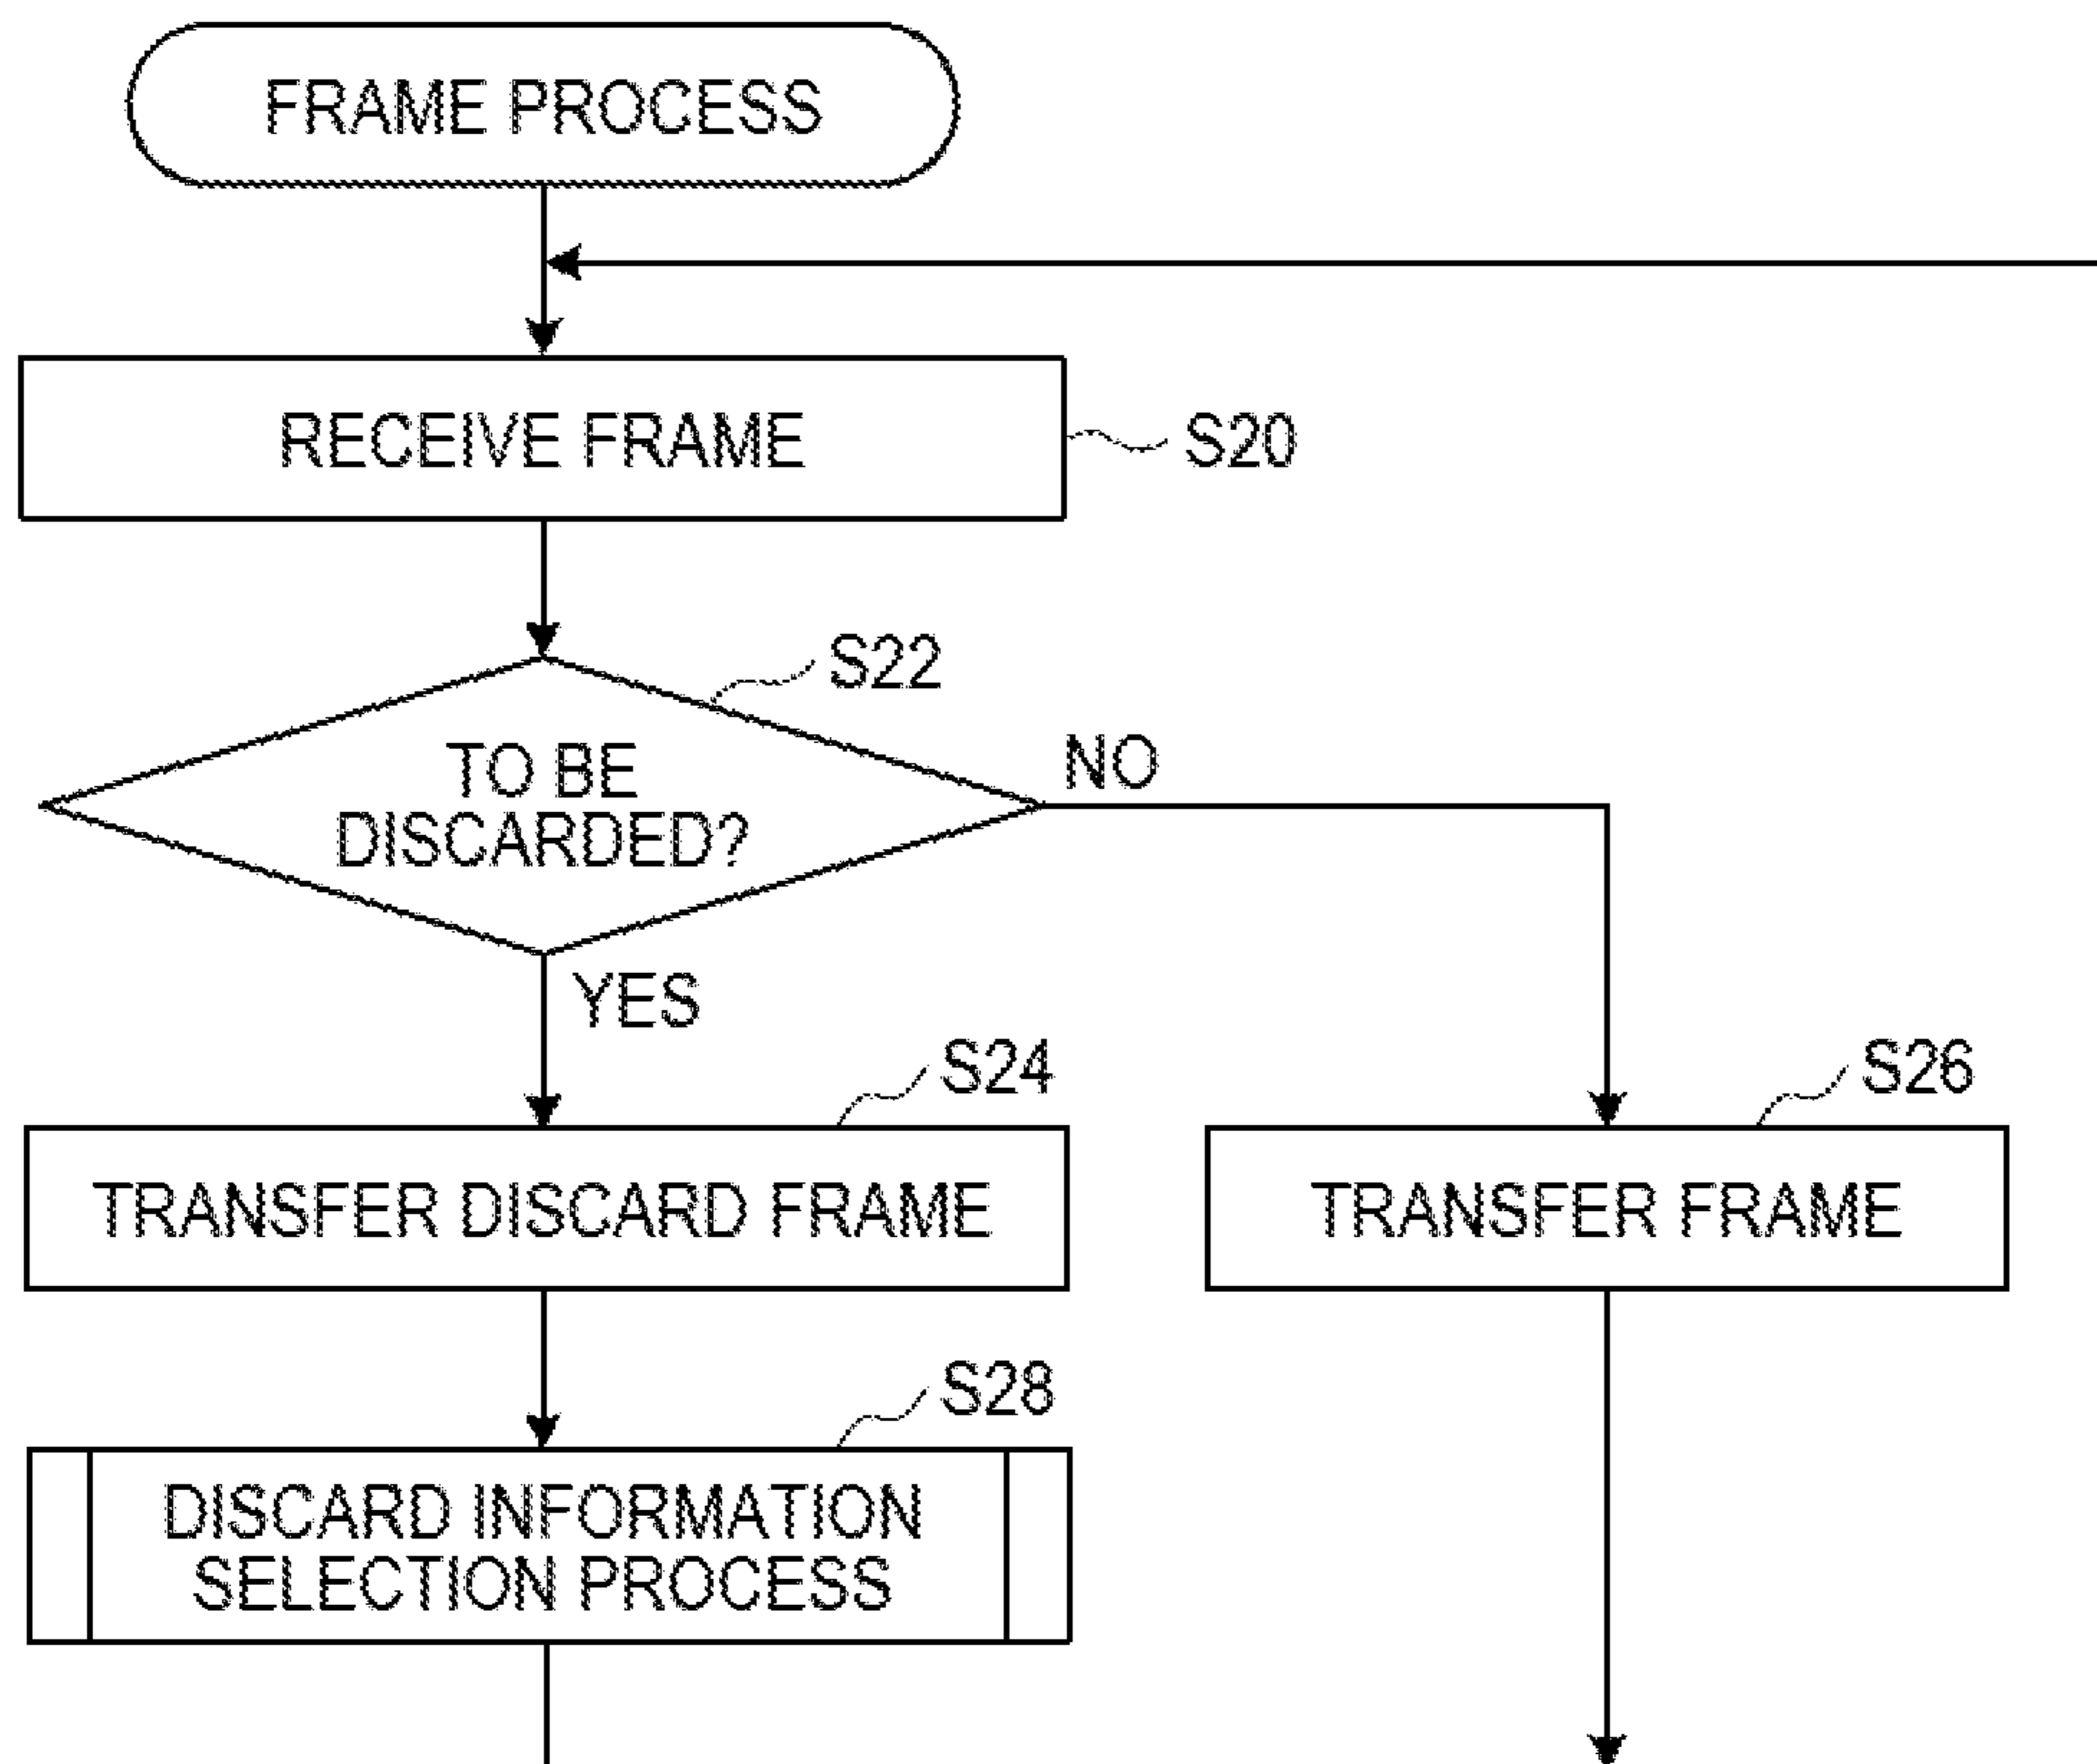 FRAME PROCESS
RECEIVE FRAME
S20
S22
TO BE
DISCARDED?
NO
YES
S24
TRANSFER DISCARD FRAME
S26
TRANSFER FRAME
S28
DISCARD INFORMATION
SELECTION PROCESS